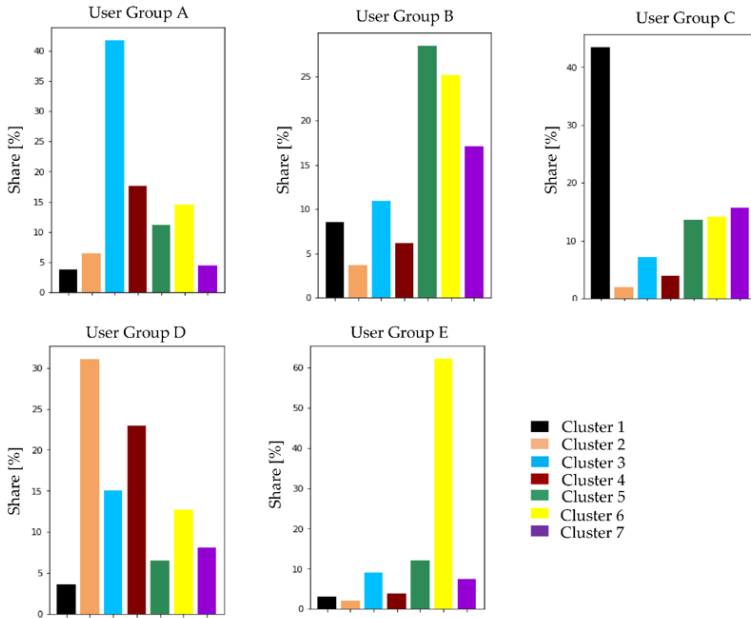 User Group A
Share [%]
40
35
30
25
20
15
10
5
0
User Group B
Share [%]
25
20
15
10
5
0
User Group C
Share [%]
40
30
20
10
0
User Group D
Share [%]
30
25
20
15
10
5
0
User Group E
Share [%]
60
50
40
30
20
10
0
Cluster 1
Cluster 2
Cluster 3
Cluster 4
Cluster 5
Cluster 6
Cluster 7